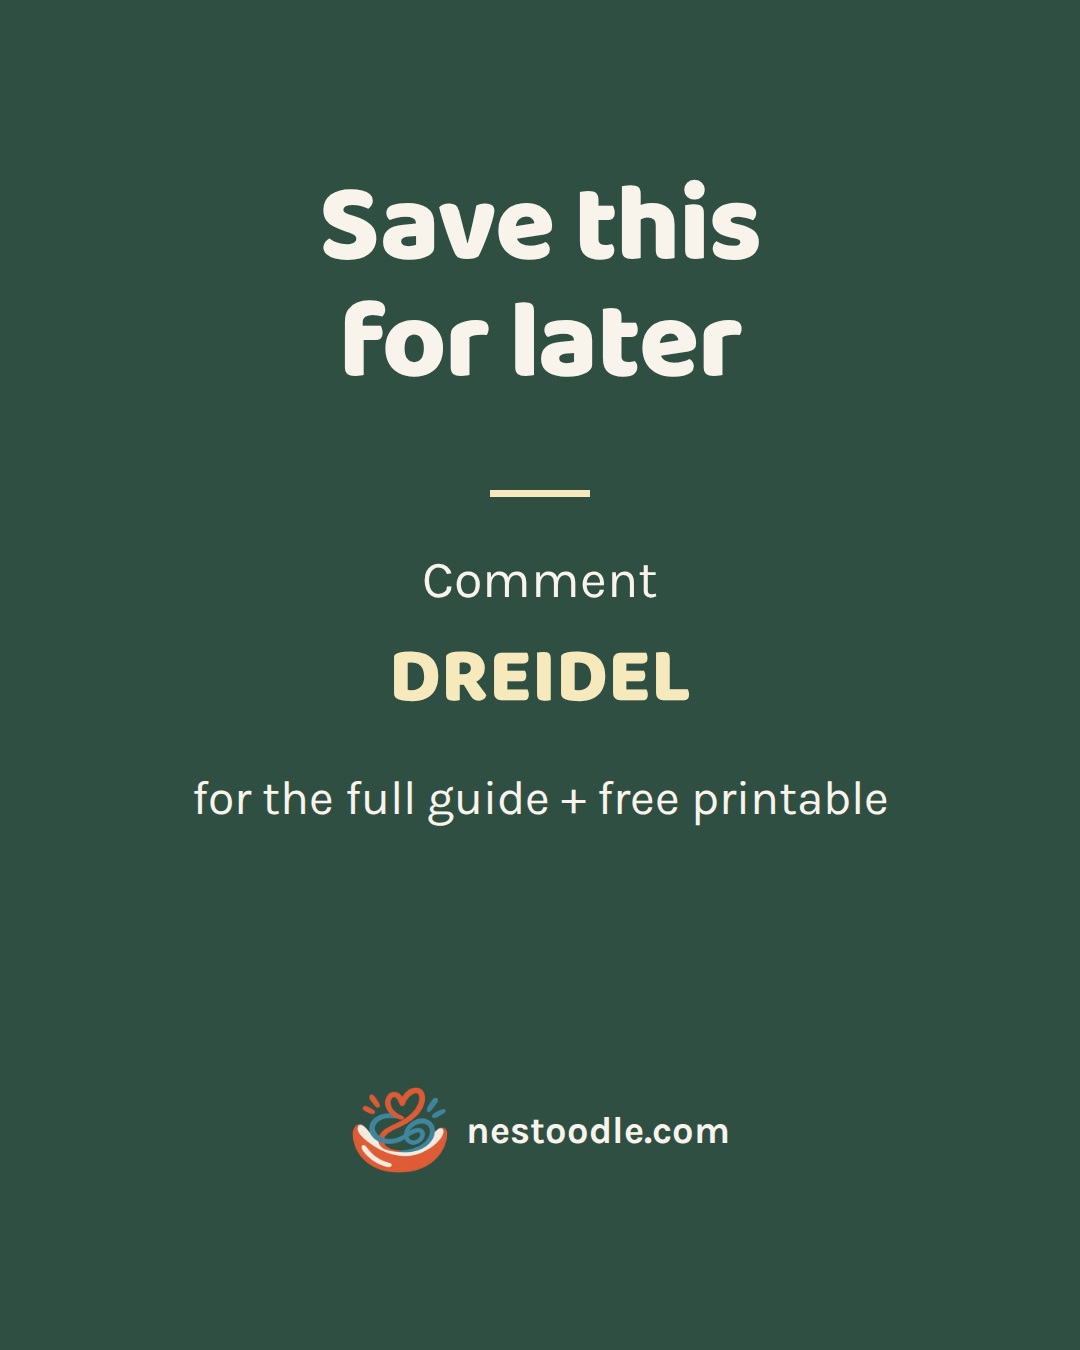 Save this
for later
Comment
DREIDEL
for the full guide + free printable
nestoodle.com